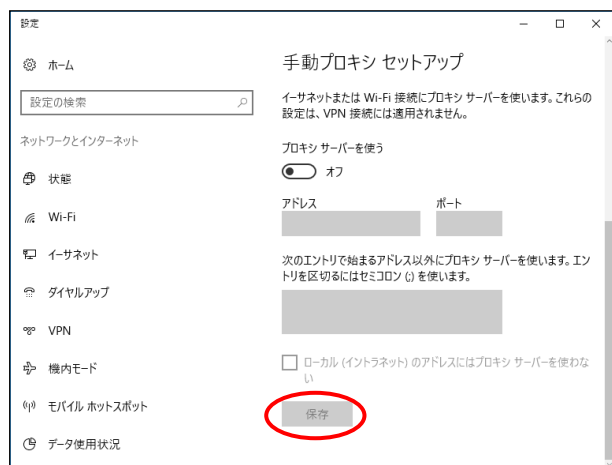 設定
ホーム
設定の検索
ネットワークとインターネット
状態
Wi-Fi
イーサネット
ダイヤルアップ
VPN
機内モード
モバイル ホットスポット
データ使用状況
手動プロキシ セットアップ
イーサネットまたは Wi-Fi 接続にプロキシ サーバーを使います。これらの
設定は、VPN 接続には適用されません。
プロキシ サーバーを使う
オフ
アドレス
ポート
次のエントリで始まるアドレス以外にプロキシ サーバーを使います。エン
トリを区切るにはセミコロン (;) を使います。
ローカル (イントラネット) のアドレスにはプロキシ サーバーを使わな
い
保存